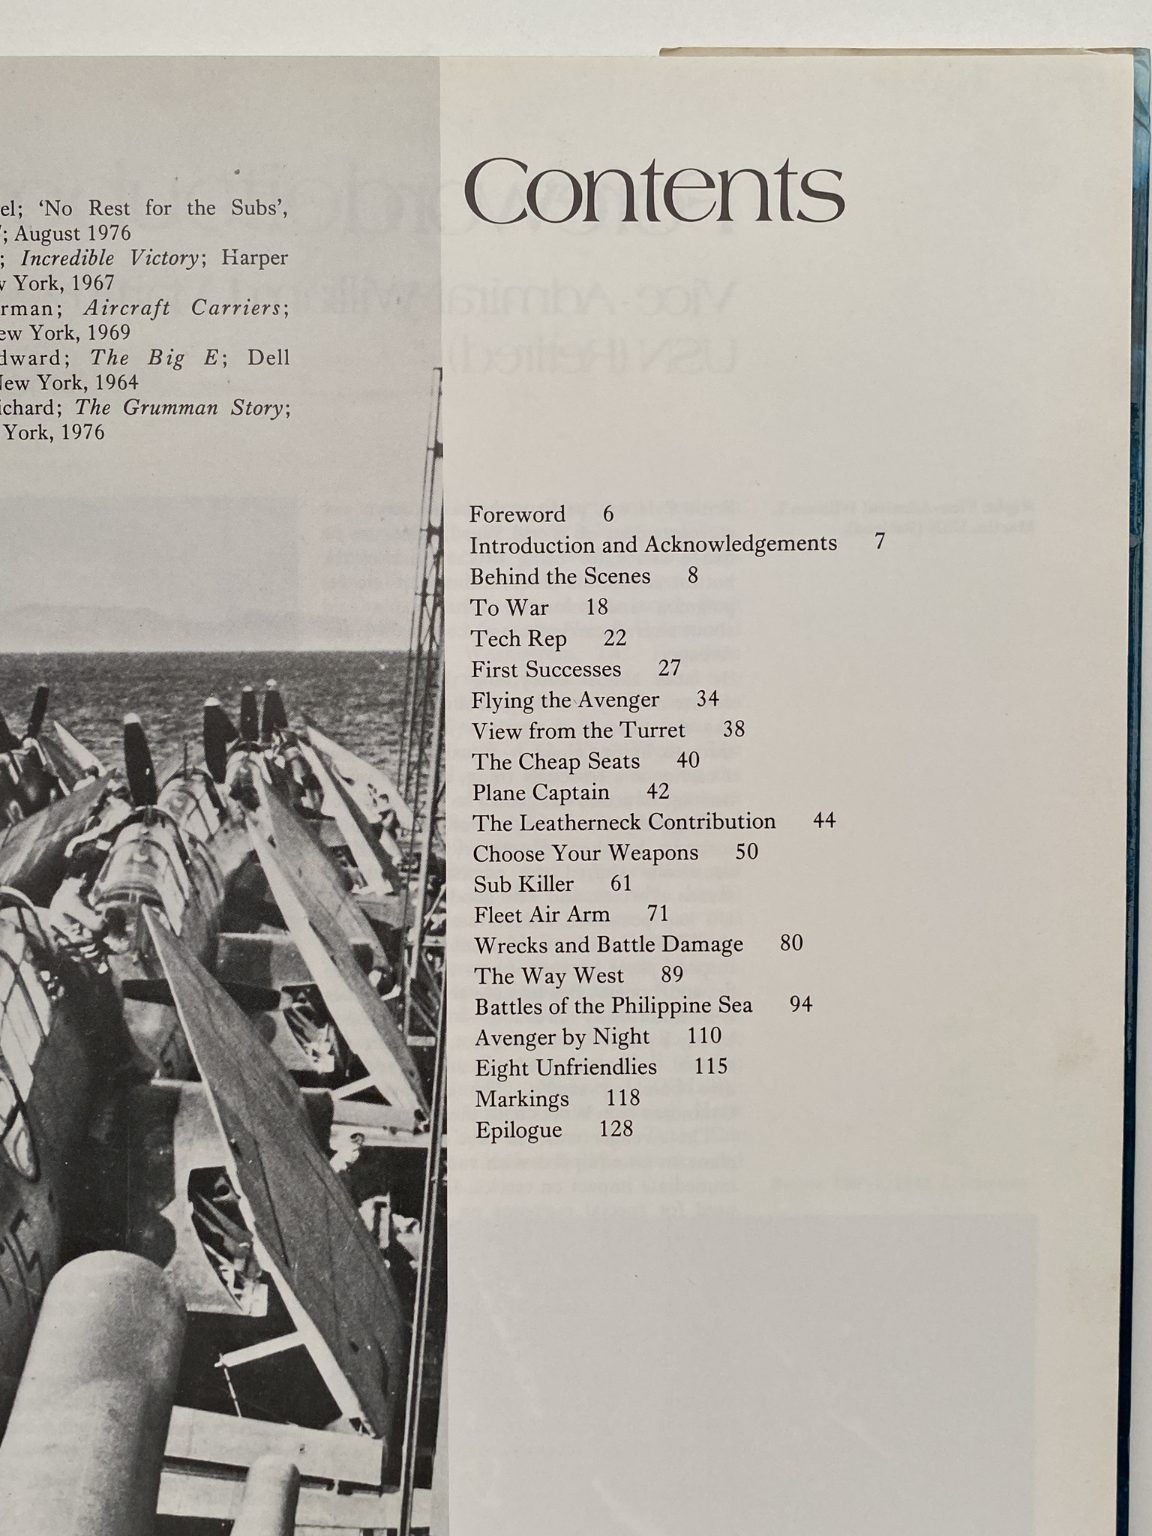 el; ‘No Rest for the Subs’,
’; August 1976
; Incredible Victory; Harper
York, 1967
rman; Aircraft Carriers;
ew York, 1969
dward; The Big E; Dell
New York, 1964
ichard; The Grumman Story;
York, 1976
Contents
Foreword 6
Introduction and Acknowledgements 7
Behind the Scenes 8
To War 18
Tech Rep 22
First Successes 27
Flying the Avenger 34
View from the Turret 38
The Cheap Seats 40
Plane Captain 42
The Leatherneck Contribution 44
Choose Your Weapons 50
Sub Killer 61
Fleet Air Arm 71
Wrecks and Battle Damage 80
The Way West 89
Battles of the Philippine Sea 94
Avenger by Night 110
Eight Unfriendlies 115
Markings 118
Epilogue 128